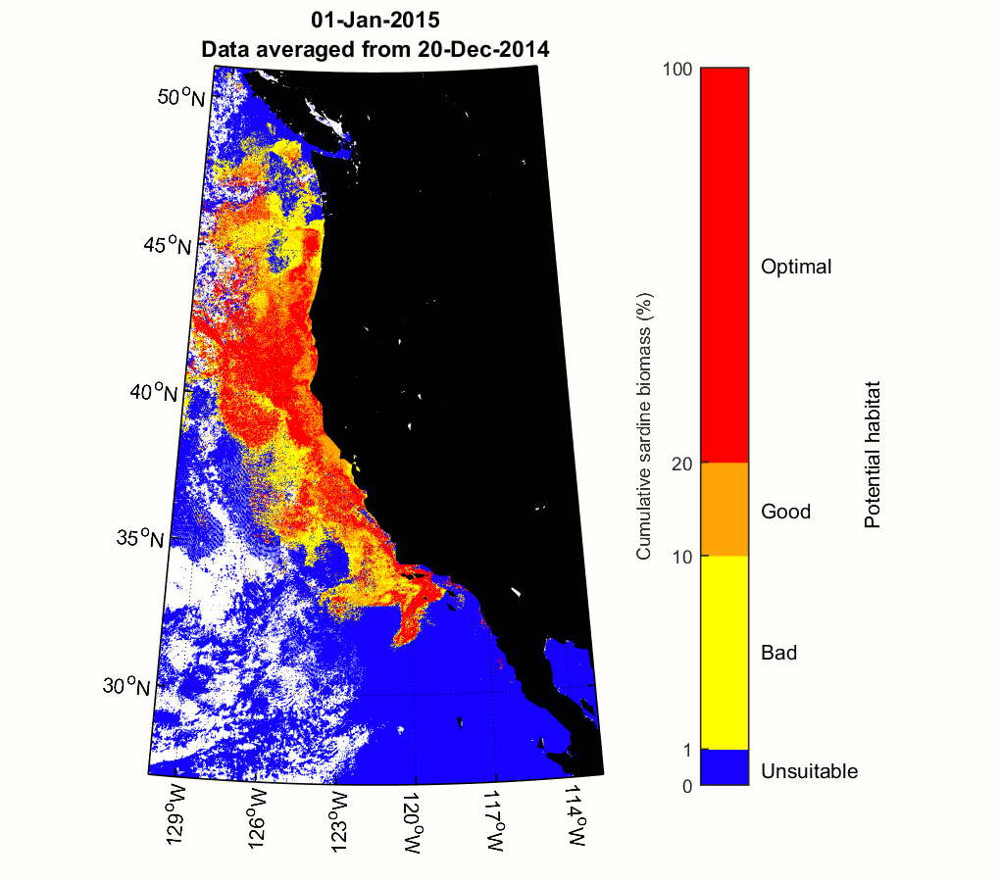 01-Jan-2015
Data averaged from 20-Dec-2014
50°N
45°N
40°N
35°N
30°N
129°W
126°W
123°W
120°W
117°W
114°W
Cumulative sardine biomass (%)
100
20
10
1
0
Optimal
Good
Bad
Unsuitable
Potential habitat